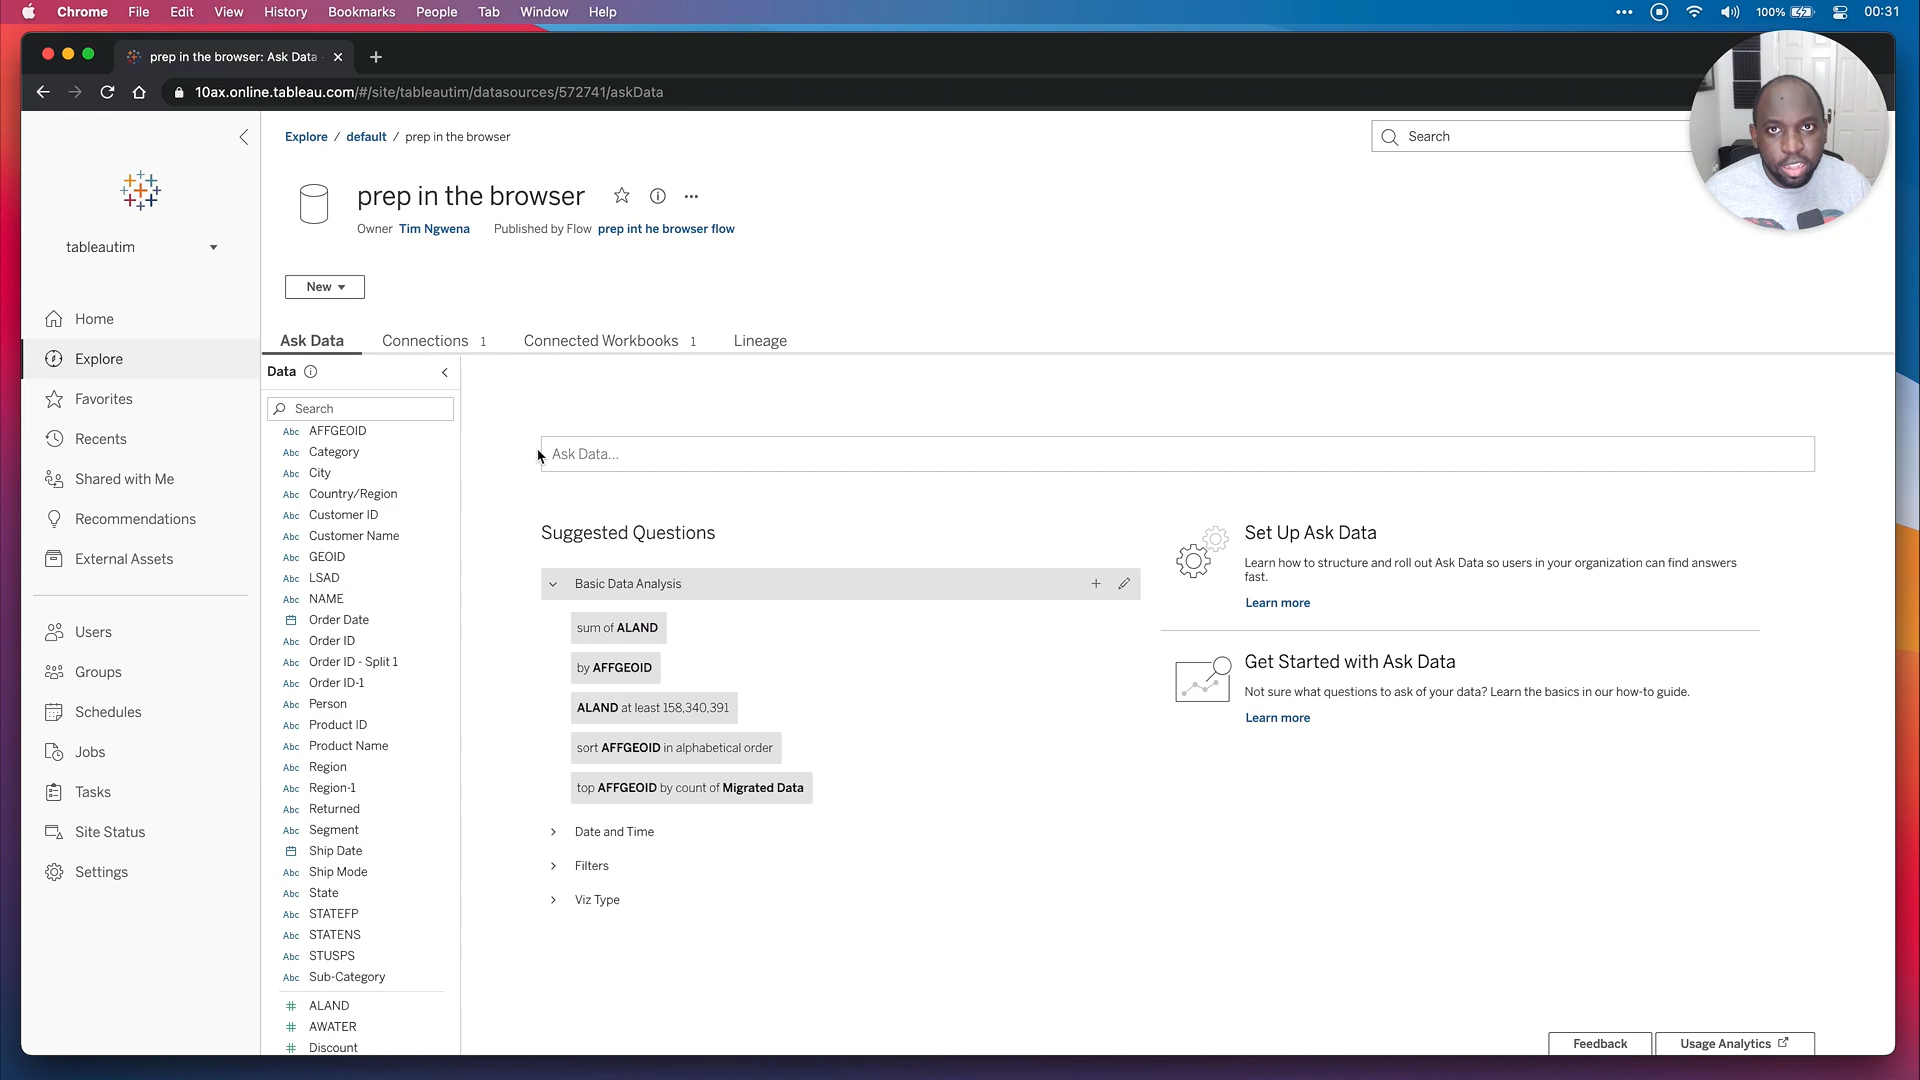 Chrome File Edit View History Bookmarks People Tab Window Help
100% 00:31
prep in the browser: Ask Data
10ax.online.tableau.com/#/site/tableautim/datasources/572741/askData
tableautim
Home
Explore
Favorites
Recents
Shared with Me
Recommendations
External Assets
Users
Groups
Schedules
Jobs
Tasks
Site Status
Settings
Explore / default / prep in the browser
Search
prep in the browser
Owner Tim Ngwena Published by Flow prep int he browser flow
New
Ask Data Connections 1 Connected Workbooks 1 Lineage
Data
Search
Abc AFFGEOID
Abc Category
Abc City
Abc Country/Region
Abc Customer ID
Abc Customer Name
Abc GEOID
Abc LSAD
Abc NAME
Order Date
Abc Order ID
Abc Order ID - Split 1
Abc Order ID-1
Abc Person
Abc Product ID
Abc Product Name
Abc Region
Abc Region-1
Abc Returned
Abc Segment
Ship Date
Abc Ship Mode
Abc State
Abc STATEFP
Abc STATENS
Abc STUSPS
Abc Sub-Category
# ALAND
# AWATER
# Discount
Ask Data...
Suggested Questions
Basic Data Analysis
sum of ALAND
by AFFGEOID
ALAND at least 158,340,391
sort AFFGEOID in alphabetical order
top AFFGEOID by count of Migrated Data
Date and Time
Filters
Viz Type
Set Up Ask Data
Learn how to structure and roll out Ask Data so users in your organization can find answers
fast.
Learn more
Get Started with Ask Data
Not sure what questions to ask of your data? Learn the basics in our how-to guide.
Learn more
Feedback
Usage Analytics